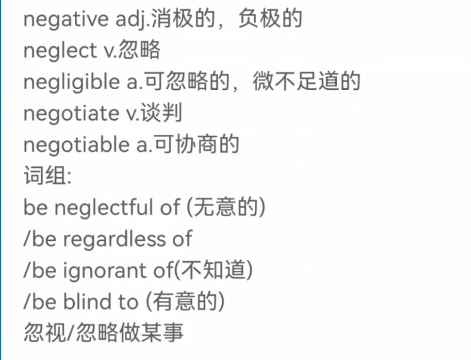 negative adj.消极的，负极的
neglect v.忽略
negligible a.可忽略的，微不足道的
negotiate v.谈判
negotiable a.可协商的
词组:
be neglectful of (无意的)
/be regardless of
/be ignorant of(不知道)
/be blind to (有意的)
忽视/忽略做某事